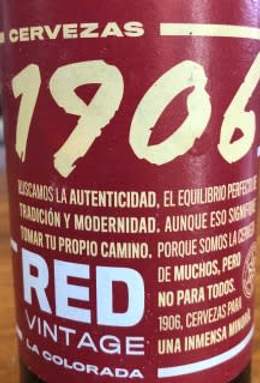 CERVEZAS
1906
BUSCAMOS LA AUTENTICIDAD, EL EQUILIBRIO PERFECTO DE
TRADICIÓN Y MODERNIDAD. AUNQUE ESO SIGNIFIQUE
TOMAR TU PROPIO CAMINO. PORQUE SOMOS LA CERVEZA
DE MUCHOS, PERO
NO PARA TODOS.
1906, CERVEZAS PARA
UNA INMENSA MINORÍA.
RED
VINTAGE
LA COLORADA